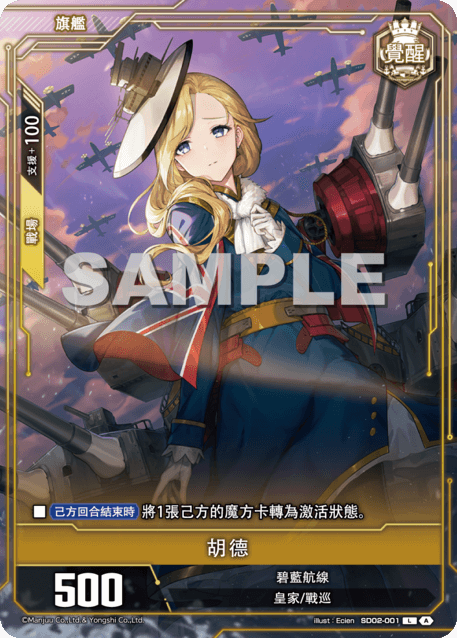 旗艦
覺醒
支援+100
戰場
SAMPLE
己方回合結束時 將1張己方的魔方卡轉為激活狀態。
胡德
500
碧藍航線
皇家/戰巡
©Manjuu Co.,Ltd & Yongshi Co.,Ltd.
illust : Ecien SD02-001 L A